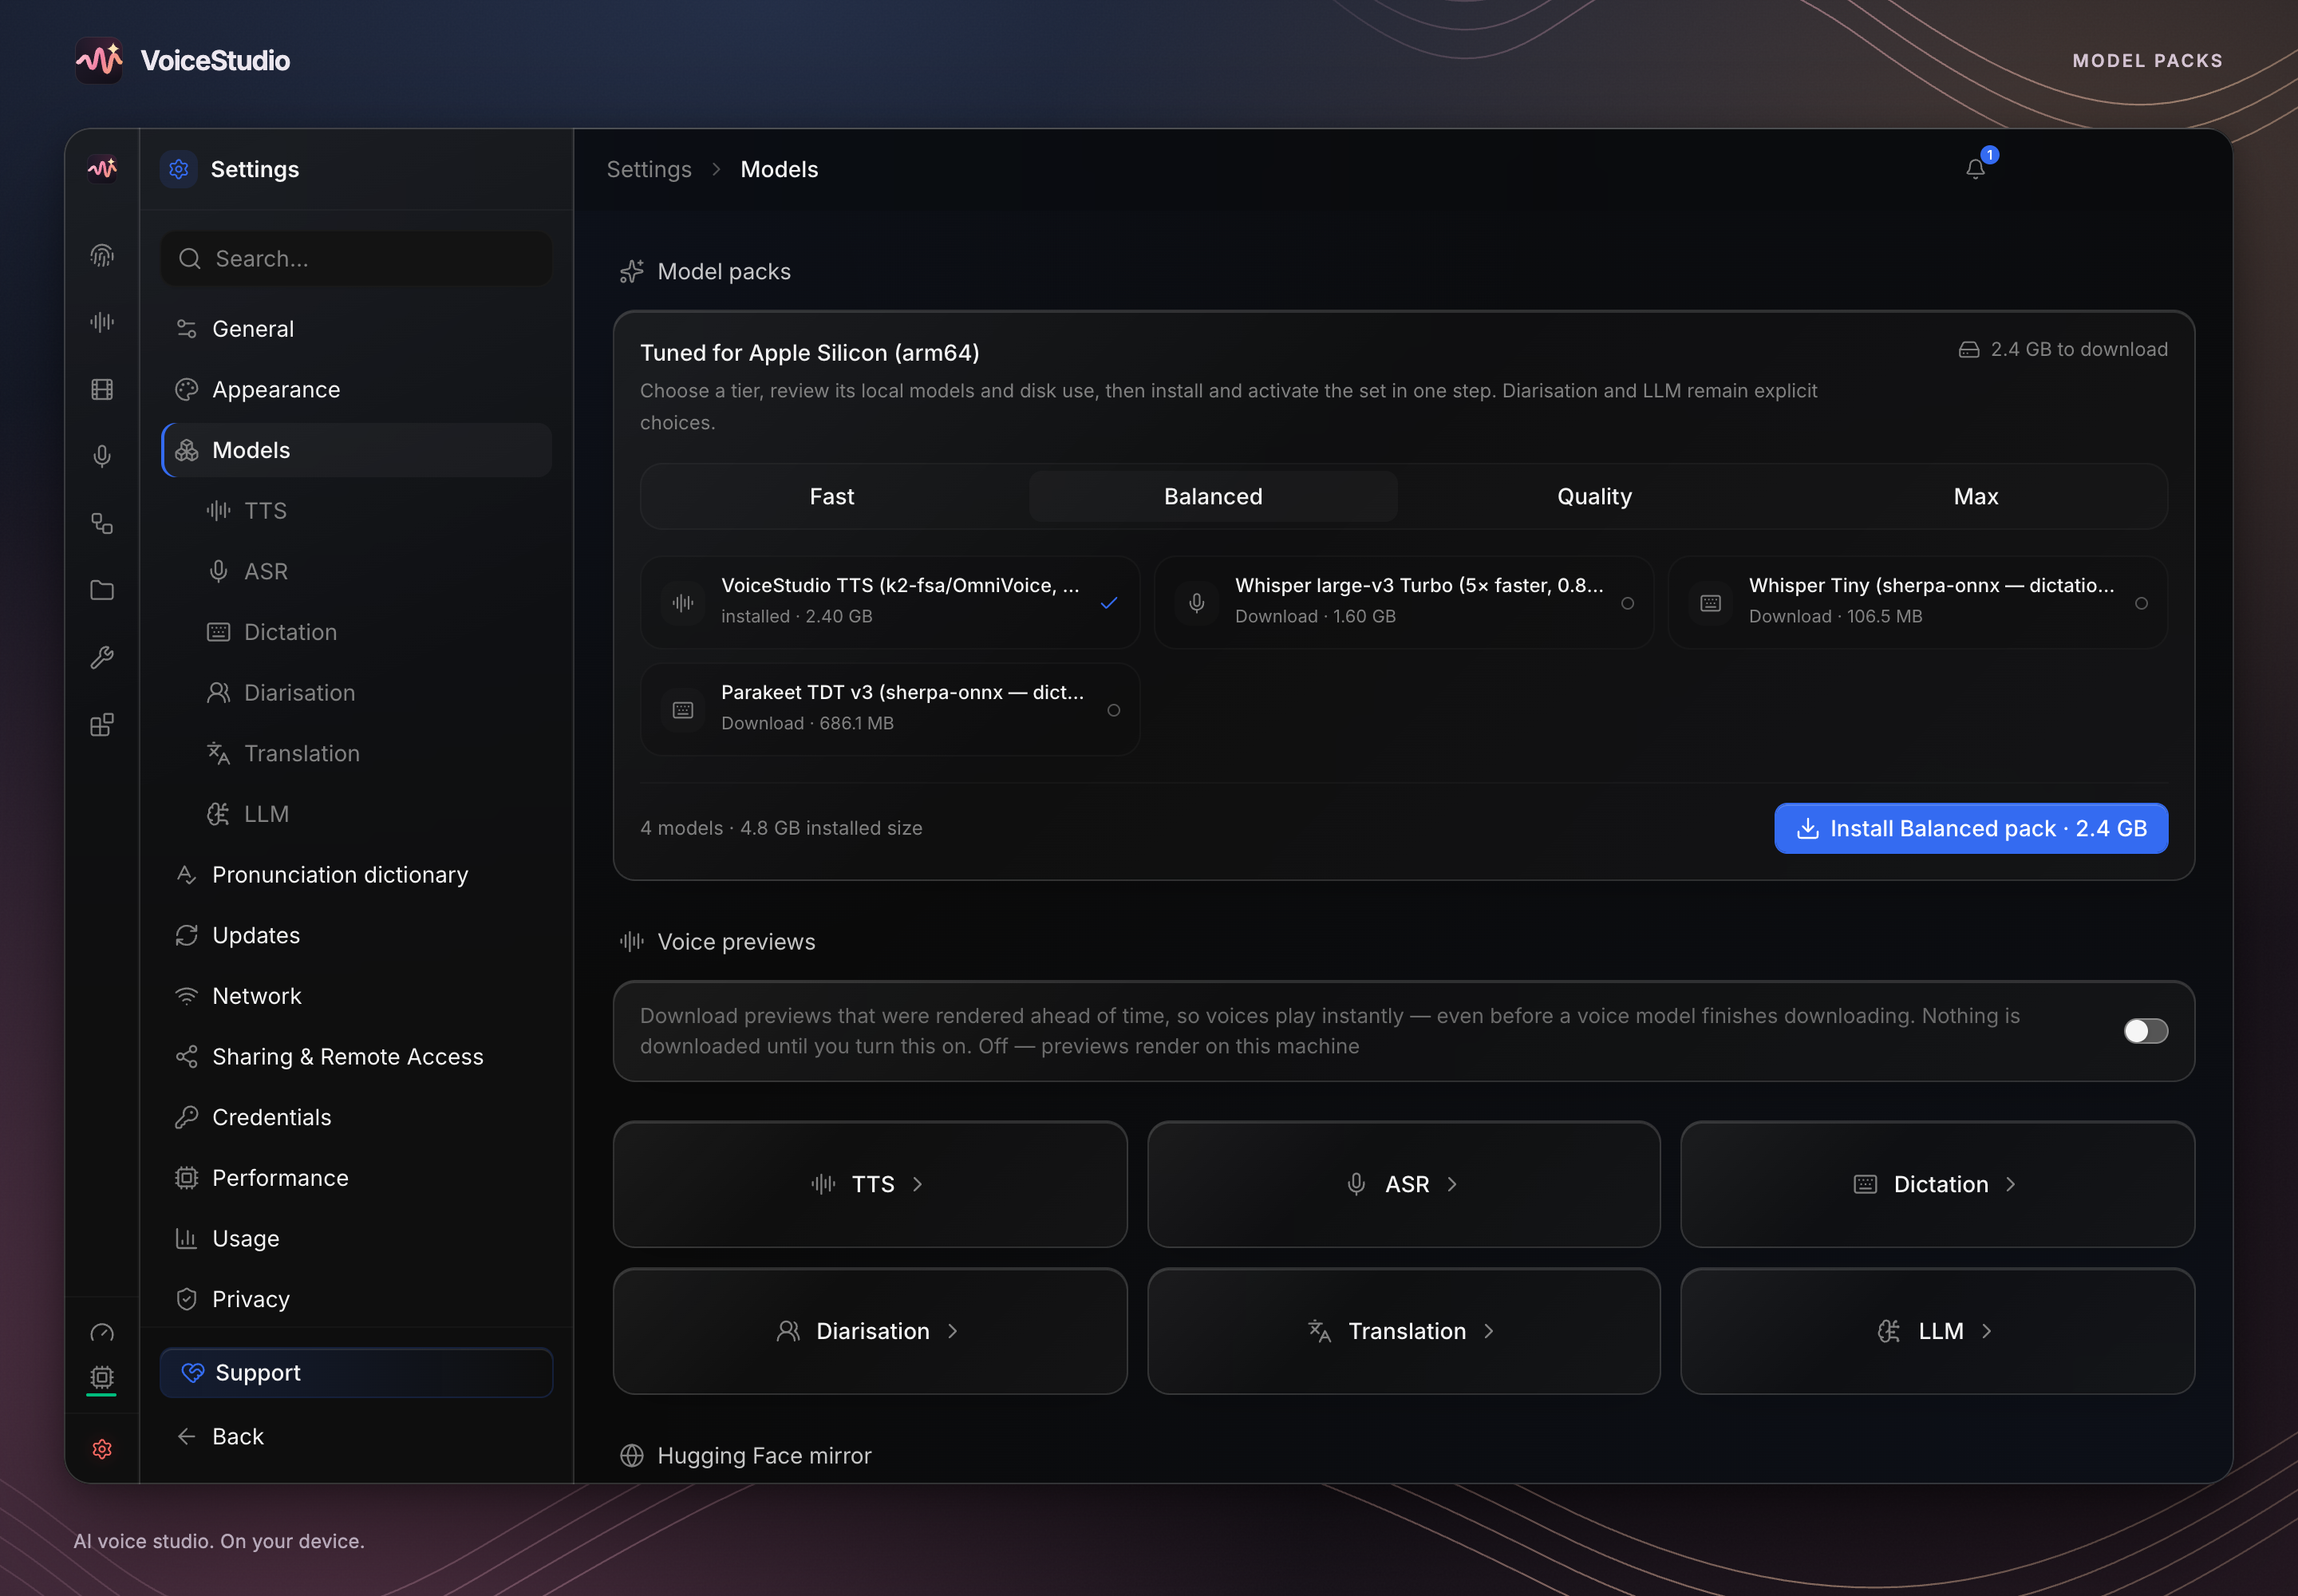 VoiceStudio
MODEL PACKS
Settings
Search...
General
Appearance
Models
TTS
ASR
Dictation
Diarisation
Translation
LLM
Pronunciation dictionary
Updates
Network
Sharing & Remote Access
Credentials
Performance
Usage
Privacy
Support
Back
Settings > Models
1
Model packs
Tuned for Apple Silicon (arm64)
2.4 GB to download
Choose a tier, review its local models and disk use, then install and activate the set in one step. Diarisation and LLM remain explicit
choices.
Fast
Balanced
Quality
Max
VoiceStudio TTS (k2-fsa/OmniVoice, ...
installed · 2.40 GB
Whisper large-v3 Turbo (5× faster, 0.8...
Download · 1.60 GB
Whisper Tiny (sherpa-onnx — dictatio...
Download · 106.5 MB
Parakeet TDT v3 (sherpa-onnx — dict...
Download · 686.1 MB
4 models · 4.8 GB installed size
Install Balanced pack · 2.4 GB
Voice previews
Download previews that were rendered ahead of time, so voices play instantly — even before a voice model finishes downloading. Nothing is
downloaded until you turn this on. Off — previews render on this machine
TTS
ASR
Dictation
Diarisation
Translation
LLM
Hugging Face mirror
AI voice studio. On your device.